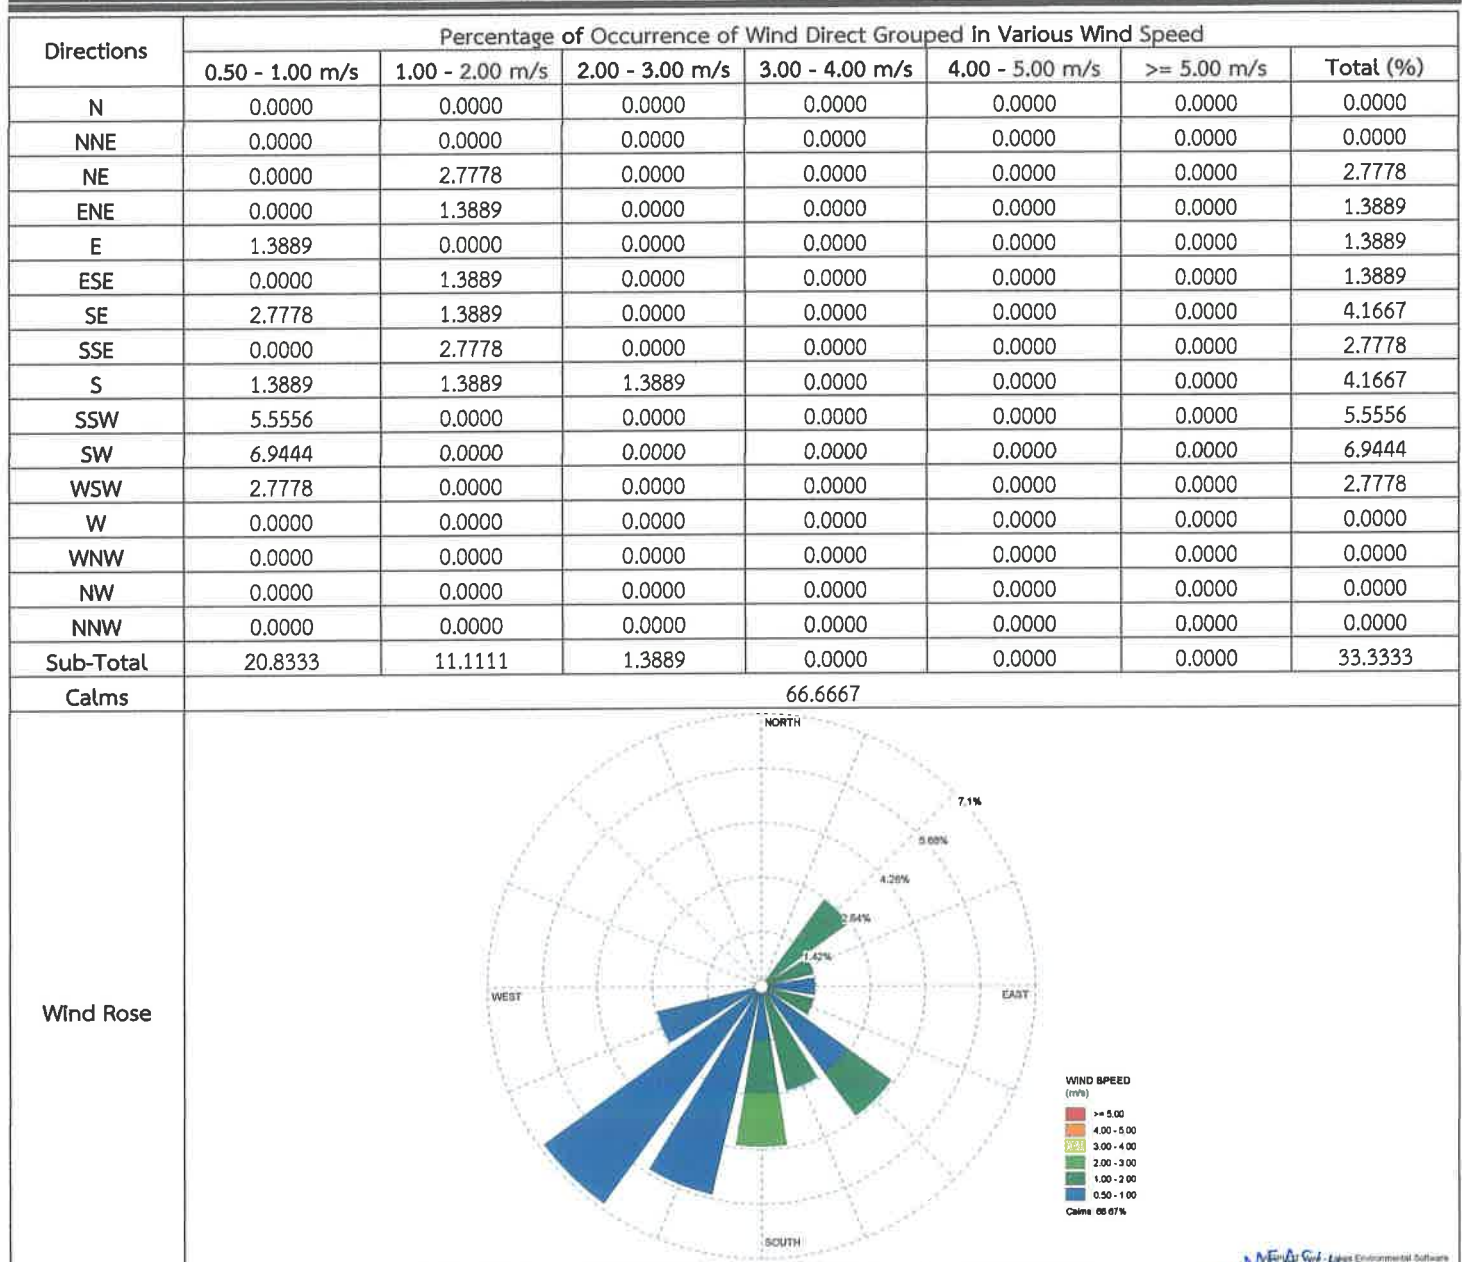 Directions
Percentage of Occurrence of Wind Direct Grouped in Various Wind Speed
0.50 - 1.00 m/s 1.00 - 2.00 m/s 2.00 - 3.00 m/s 3.00 - 4.00 m/s 4.00 - 5.00 m/s >= 5.00 m/s Total (%)
N 0.0000 0.0000 0.0000 0.0000 0.0000 0.0000 0.0000
NNE 0.0000 0.0000 0.0000 0.0000 0.0000 0.0000 0.0000
NE 0.0000 2.7778 0.0000 0.0000 0.0000 0.0000 2.7778
ENE 0.0000 1.3889 0.0000 0.0000 0.0000 0.0000 1.3889
E 1.3889 0.0000 0.0000 0.0000 0.0000 0.0000 1.3889
ESE 0.0000 1.3889 0.0000 0.0000 0.0000 0.0000 1.3889
SE 2.7778 1.3889 0.0000 0.0000 0.0000 0.0000 4.1667
SSE 0.0000 2.7778 0.0000 0.0000 0.0000 0.0000 2.7778
S 1.3889 1.3889 1.3889 0.0000 0.0000 0.0000 4.1667
SSW 5.5556 0.0000 0.0000 0.0000 0.0000 0.0000 5.5556
SW 6.9444 0.0000 0.0000 0.0000 0.0000 0.0000 6.9444
WSW 2.7778 0.0000 0.0000 0.0000 0.0000 0.0000 2.7778
W 0.0000 0.0000 0.0000 0.0000 0.0000 0.0000 0.0000
WNW 0.0000 0.0000 0.0000 0.0000 0.0000 0.0000 0.0000
NW 0.0000 0.0000 0.0000 0.0000 0.0000 0.0000 0.0000
NNW 0.0000 0.0000 0.0000 0.0000 0.0000 0.0000 0.0000
Sub-Total 20.8333 11.1111 1.3889 0.0000 0.0000 0.0000 33.3333
Calms 66.6667
Wind Rose
NORTH
7.1%
5.68%
4.26%
2.84%
1.42%
WEST
EAST
SOUTH
WIND SPEED
(m/s)
>= 5.00
4.00 - 5.00
3.00 - 4.00
2.00 - 3.00
1.00 - 2.00
0.50 - 1.00
Calms: 66.67%
Lakes Environmental Software